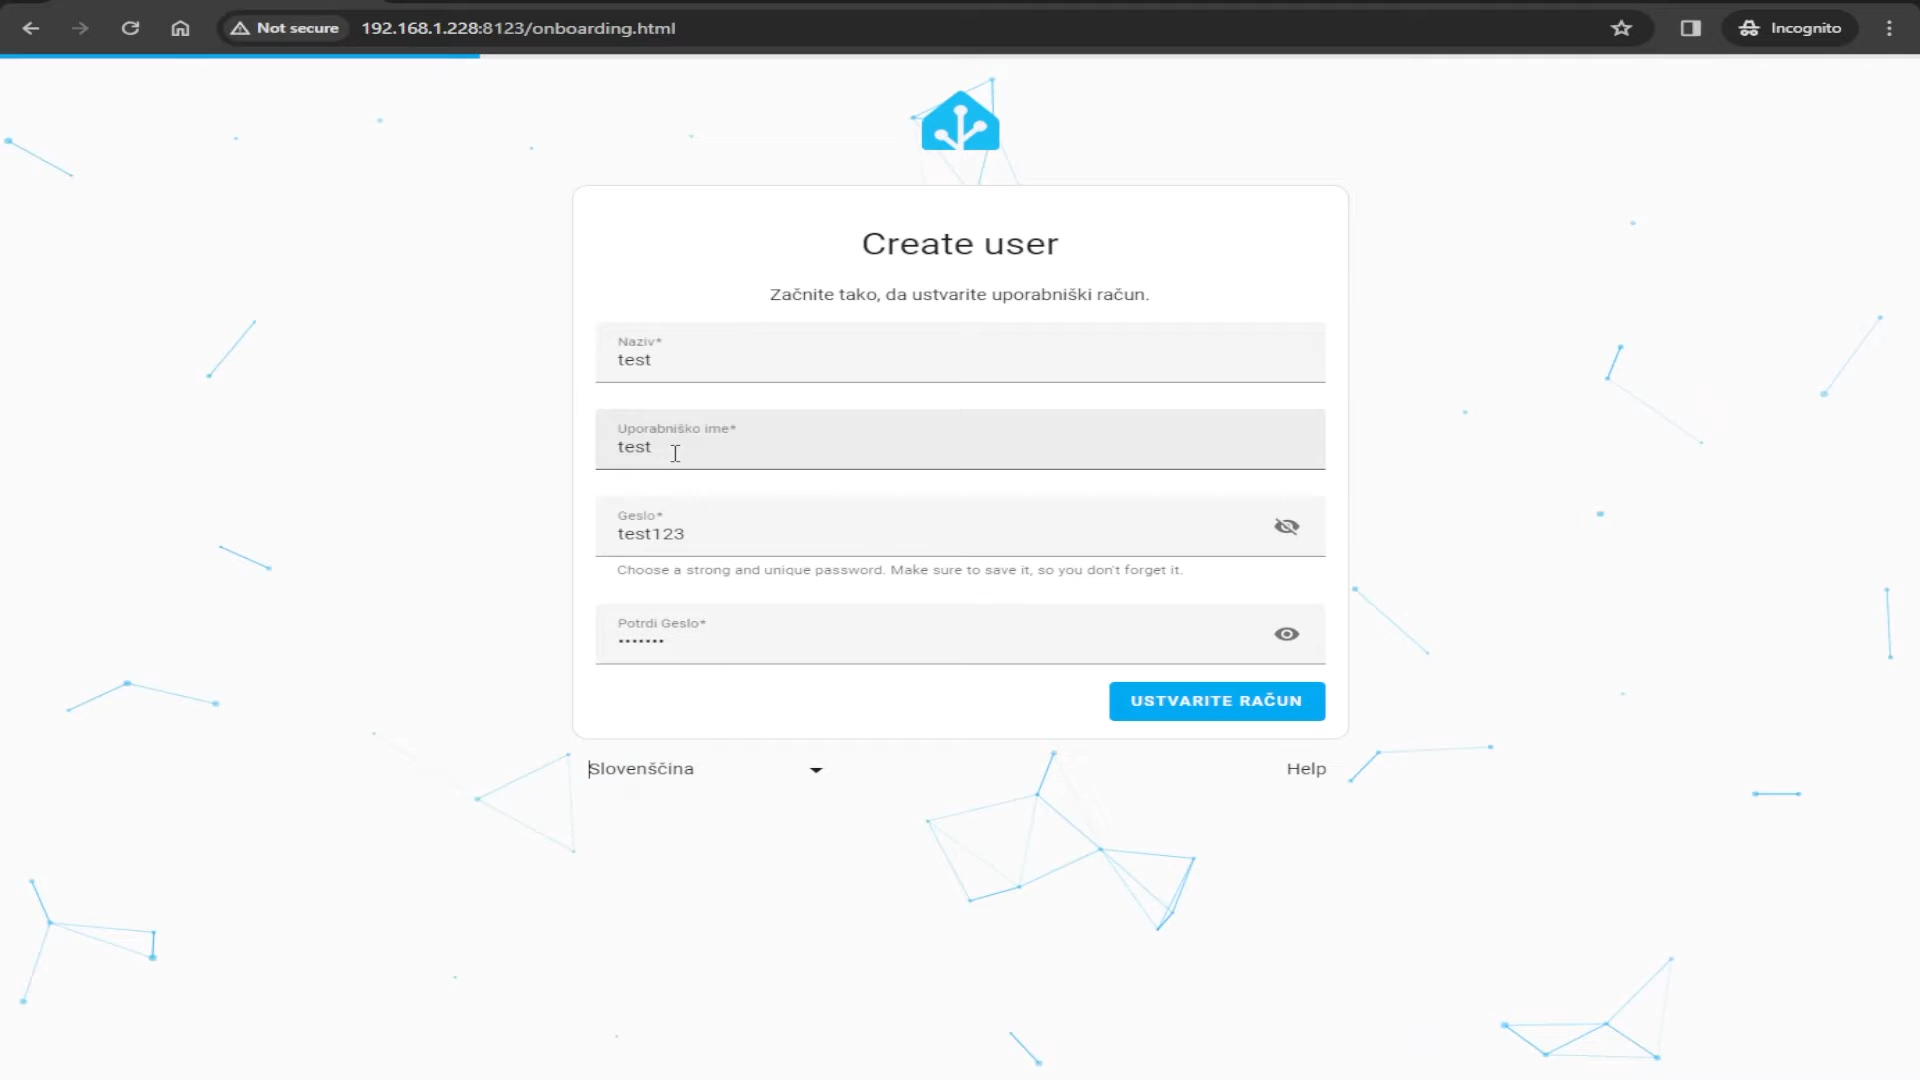 Not secure
192.168.1.228:8123/onboarding.html
Incognito
Create user
Začnite tako, da ustvarite uporabniški račun.
Naziv*
test
Uporabniško ime*
test
Geslo*
test123
Choose a strong and unique password. Make sure to save it, so you don't forget it.
Potrdi Geslo*
•••••••
USTVARITE RAČUN
Slovenščina
Help